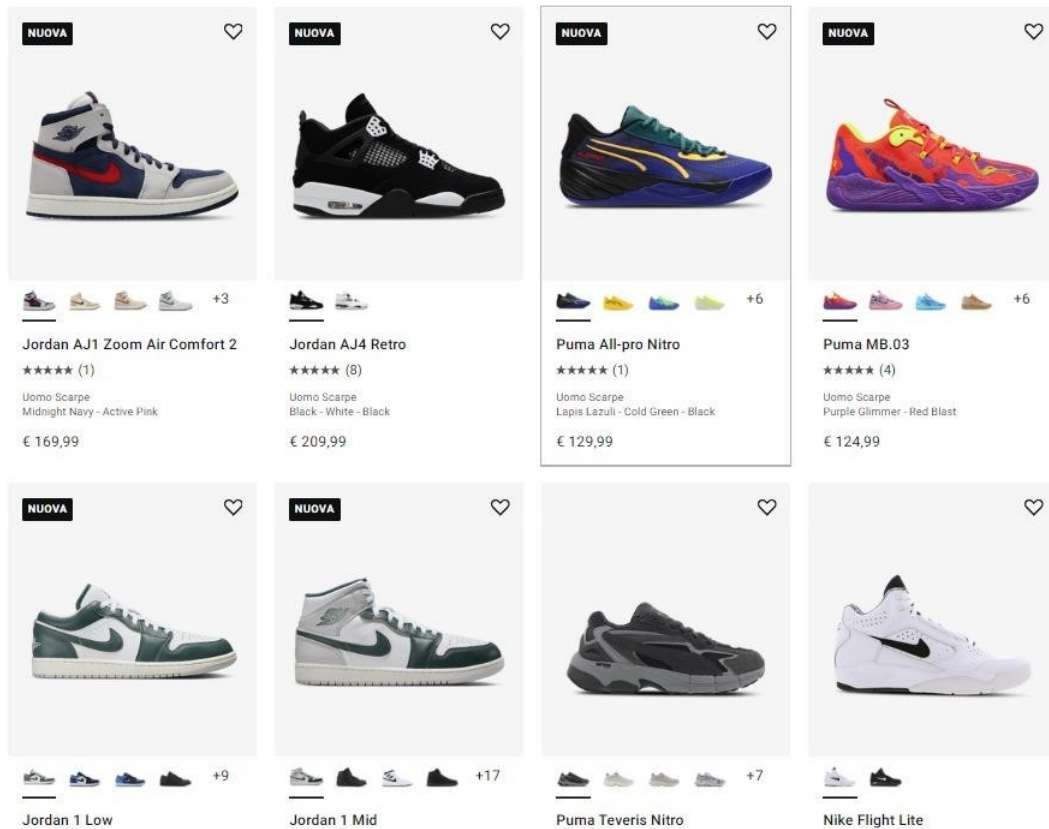 NUOVA
NUOVA
NUOVA
NUOVA
+3
+6
+6
Jordan AJ1 Zoom Air Comfort 2
Jordan AJ4 Retro
Puma All-pro Nitro
Puma MB.03
★★★★★ (1)
★★★★★ (8)
★★★★★ (1)
★★★★★ (4)
Uomo Scarpe
Uomo Scarpe
Uomo Scarpe
Uomo Scarpe
Midnight Navy - Active Pink
Black - White - Black
Lapis Lazuli - Cold Green - Black
Purple Glimmer - Red Blast
€ 169,99
€ 209,99
€ 129,99
€ 124,99
NUOVA
NUOVA
+9
+17
+7
Jordan 1 Low
Jordan 1 Mid
Puma Teveris Nitro
Nike Flight Lite